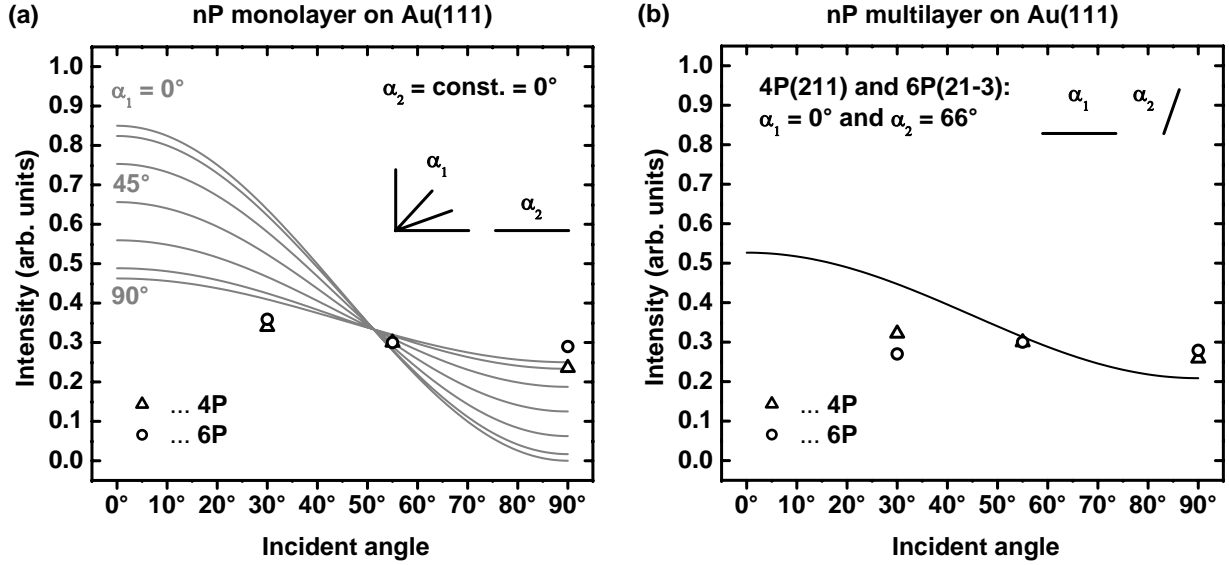 (a)
nP monolayer on Au(111)
1.0
0.9
0.8
0.7
0.6
0.5
0.4
0.3
0.2
0.1
0.0
Intensity (arb. units)
α₁ = 0°
45°
90°
α₂ = const. = 0°
α₁
α₂
△ ... 4P
○ ... 6P
0° 10° 20° 30° 40° 50° 60° 70° 80° 90°
Incident angle
(b)
nP multilayer on Au(111)
1.0
0.9
0.8
0.7
0.6
0.5
0.4
0.3
0.2
0.1
0.0
Intensity (arb. units)
4P(211) and 6P(21-3):
α₁ = 0° and α₂ = 66°
α₁ α₂
△ ... 4P
○ ... 6P
0° 10° 20° 30° 40° 50° 60° 70° 80° 90°
Incident angle